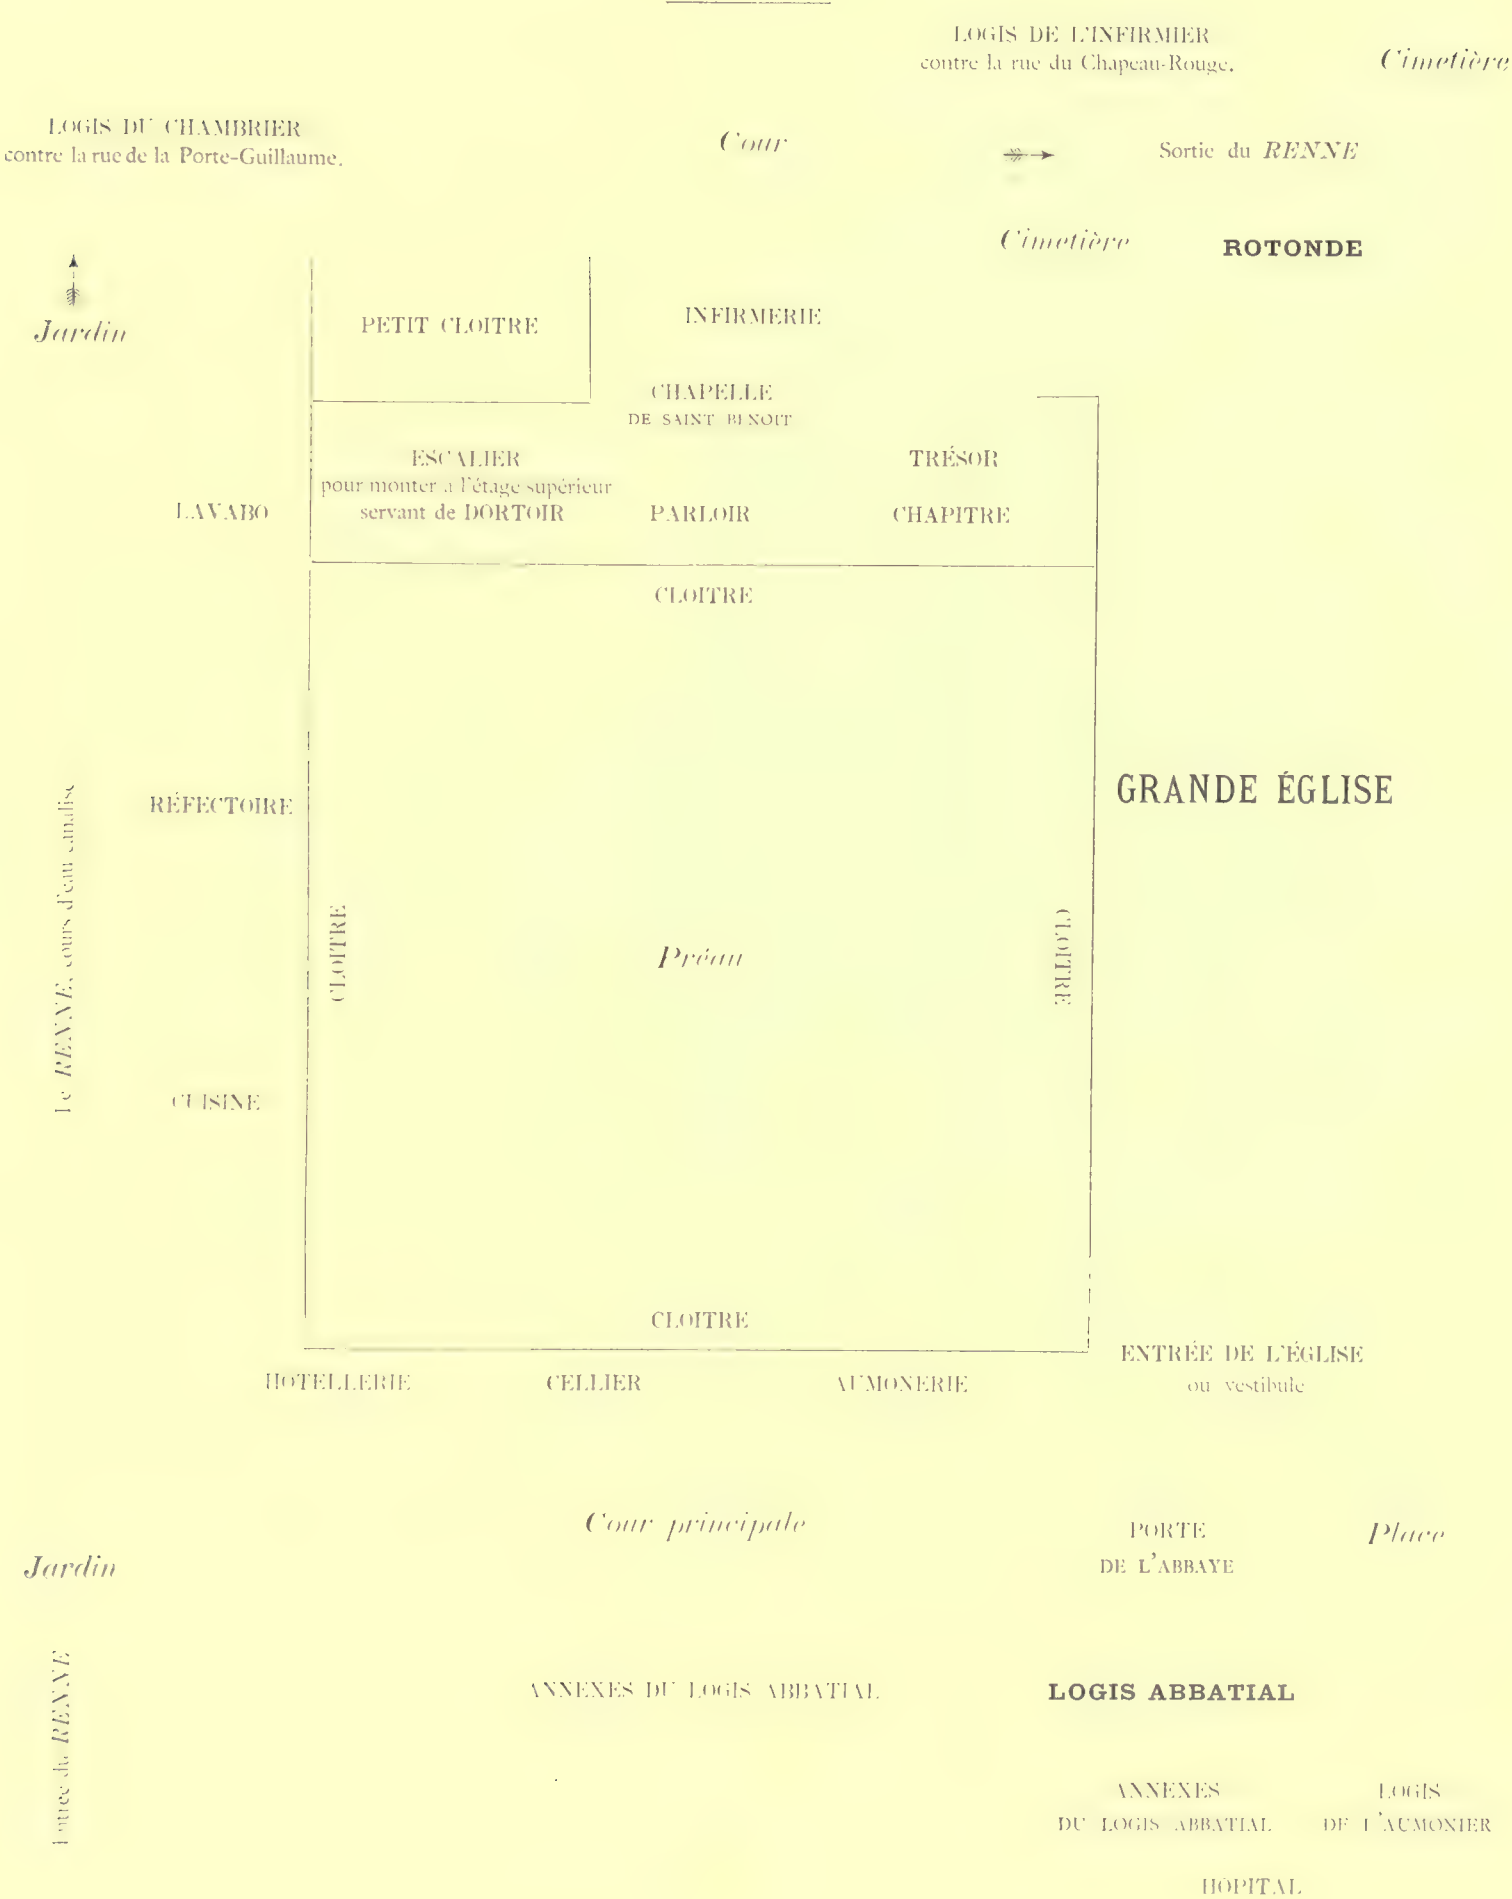 LOGIS DE L'INFIRMIER
contre la rue du Chapeau-Rouge.
Cimetière
LOGIS DU CHAMBRIER
contre la rue de la Porte-Guillaume.
Cour
Sortie du RENNE
Cimetière
ROTONDE
Jardin
PETIT CLOITRE
INFIRMERIE
CHAPELLE
DE SAINT BENOIT
ESCALIER
pour monter a l'étage supérieur
servant de DORTOIR
TRÉSOR
LAVABO
PARLOIR
CHAPITRE
CLOITRE
GRANDE ÉGLISE
RÉFECTOIRE
Le RENNE, cours d'eau canalisé
CLOITRE
Préau
CLOITRE
CUISINE
CLOITRE
ENTRÉE DE L'ÉGLISE
ou vestibule
HOTELLERIE
CELLIER
AUMONERIE
Cour principale
PORTE
DE L'ABBAYE
Place
Jardin
Entrée du RENNE
ANNEXES DU LOGIS ABBATIAL
LOGIS ABBATIAL
ANNEXES
DU LOGIS ABBATIAL
LOGIS
DE L'AUMONIER
HÔPITAL